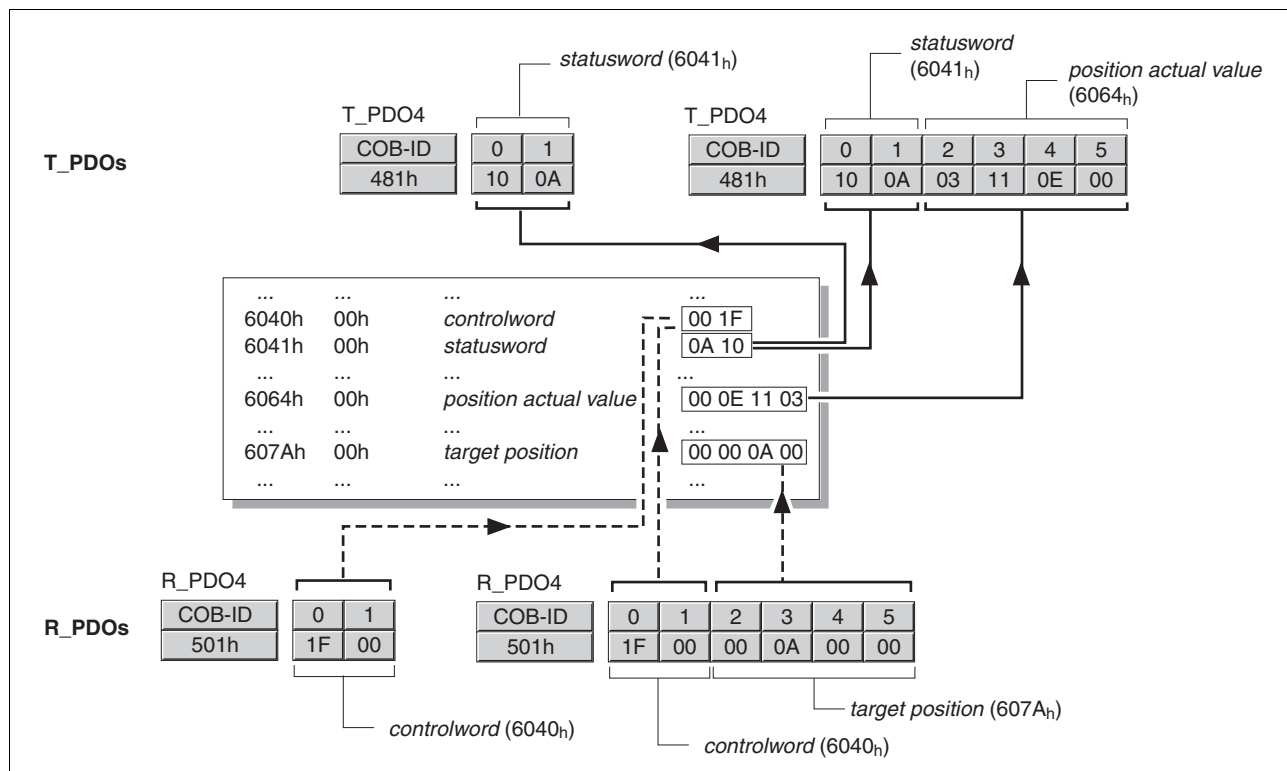 statusword (6041h)
statusword
(6041h)
position actual value
(6064h)
T_PDOs
T_PDO4
COB-ID 0 1
481h 10 0A
T_PDO4
COB-ID 0 1 2 3 4 5
481h 10 0A 03 11 0E 00
... ... ... ...
6040h 00h controlword 00 1F
6041h 00h statusword 0A 10
... ... ... ...
6064h 00h position actual value 00 0E 11 03
... ... ... ...
607Ah 00h target position 00 00 0A 00
... ... ... ...
R_PDOs
R_PDO4
COB-ID 0 1
501h 1F 00
R_PDO4
COB-ID 0 1 2 3 4 5
501h 1F 00 00 0A 00 00
controlword (6040h)
target position (607Ah)
controlword (6040h)